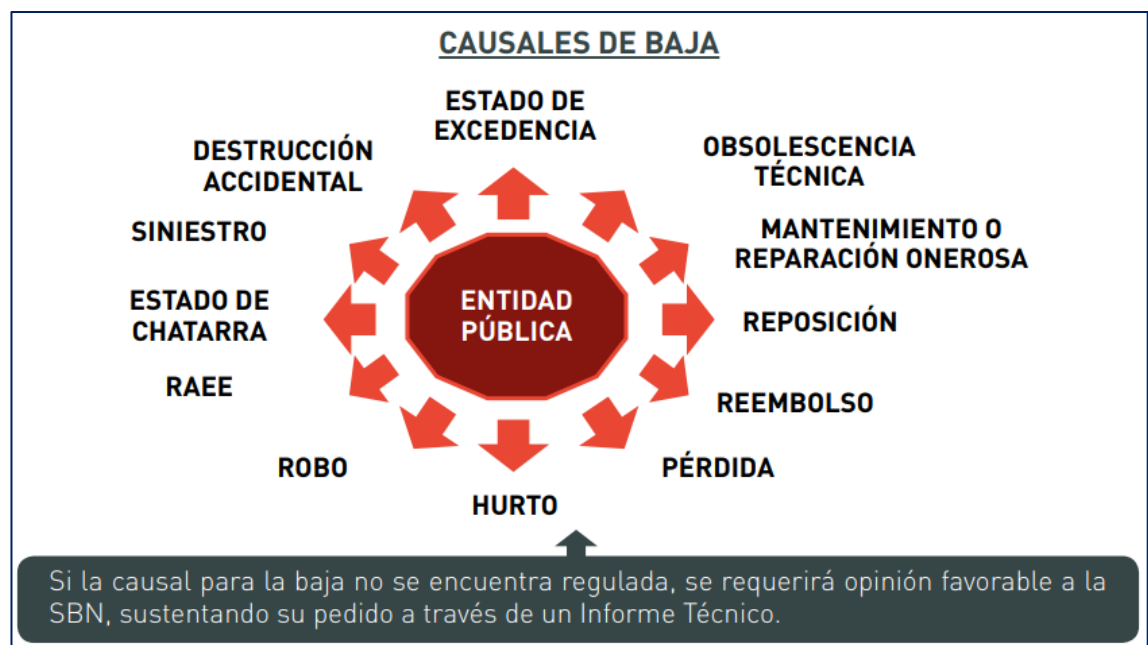 CAUSALES DE BAJA
ESTADO DE
EXCEDENCIA
OBSOLESCENCIA
TÉCNICA
MANTENIMIENTO O
REPARACIÓN ONEROSA
REPOSICIÓN
REEMBOLSO
PÉRDIDA
HURTO
ROBO
RAEE
ESTADO DE
CHATARRA
SINIESTRO
DESTRUCCIÓN
ACCIDENTAL
ENTIDAD
PÚBLICA
Si la causal para la baja no se encuentra regulada, se requerirá opinión favorable a la
SBN, sustentando su pedido a través de un Informe Técnico.